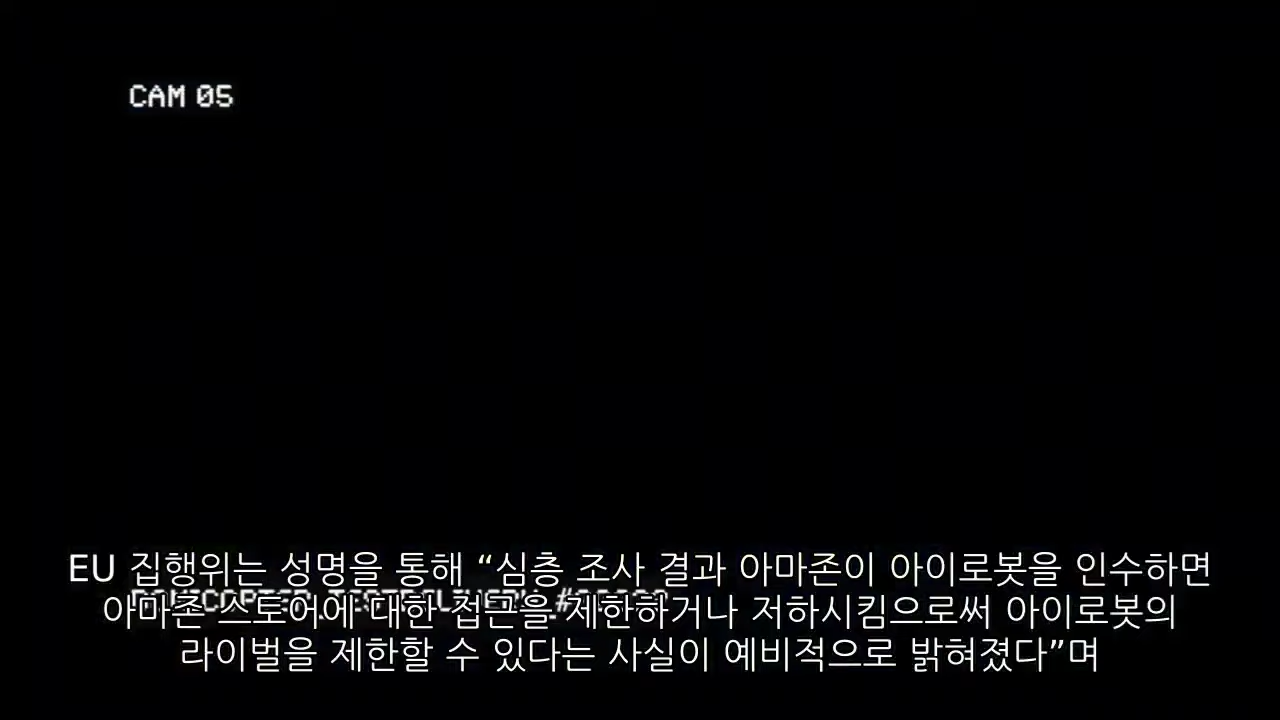 CAM 05
EU 집행위는 성명을 통해 “심층 조사 결과 아마존이 아이로봇을 인수하면
아마존 스토어에 대한 접근을 제한하거나 저하시킴으로써 아이로봇의
라이벌을 제한할 수 있다는 사실이 예비적으로 밝혀졌다”며